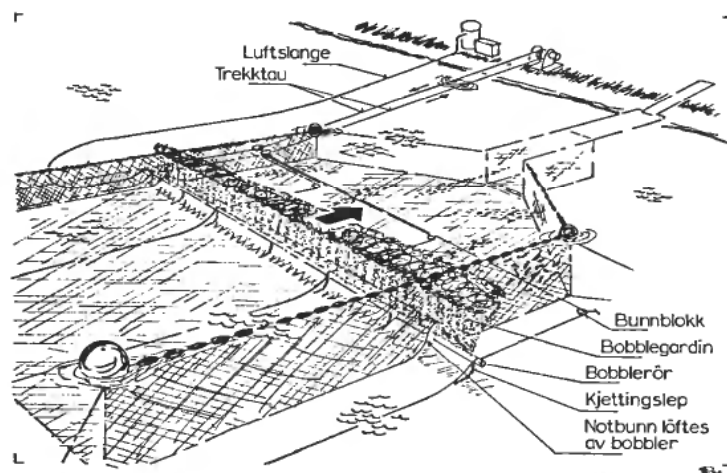 Luftslange
Trekktau
Bunnblokk
Bobblegardin
Bobblerör
Kjettingslep
Notbunn löftes
av bobbler